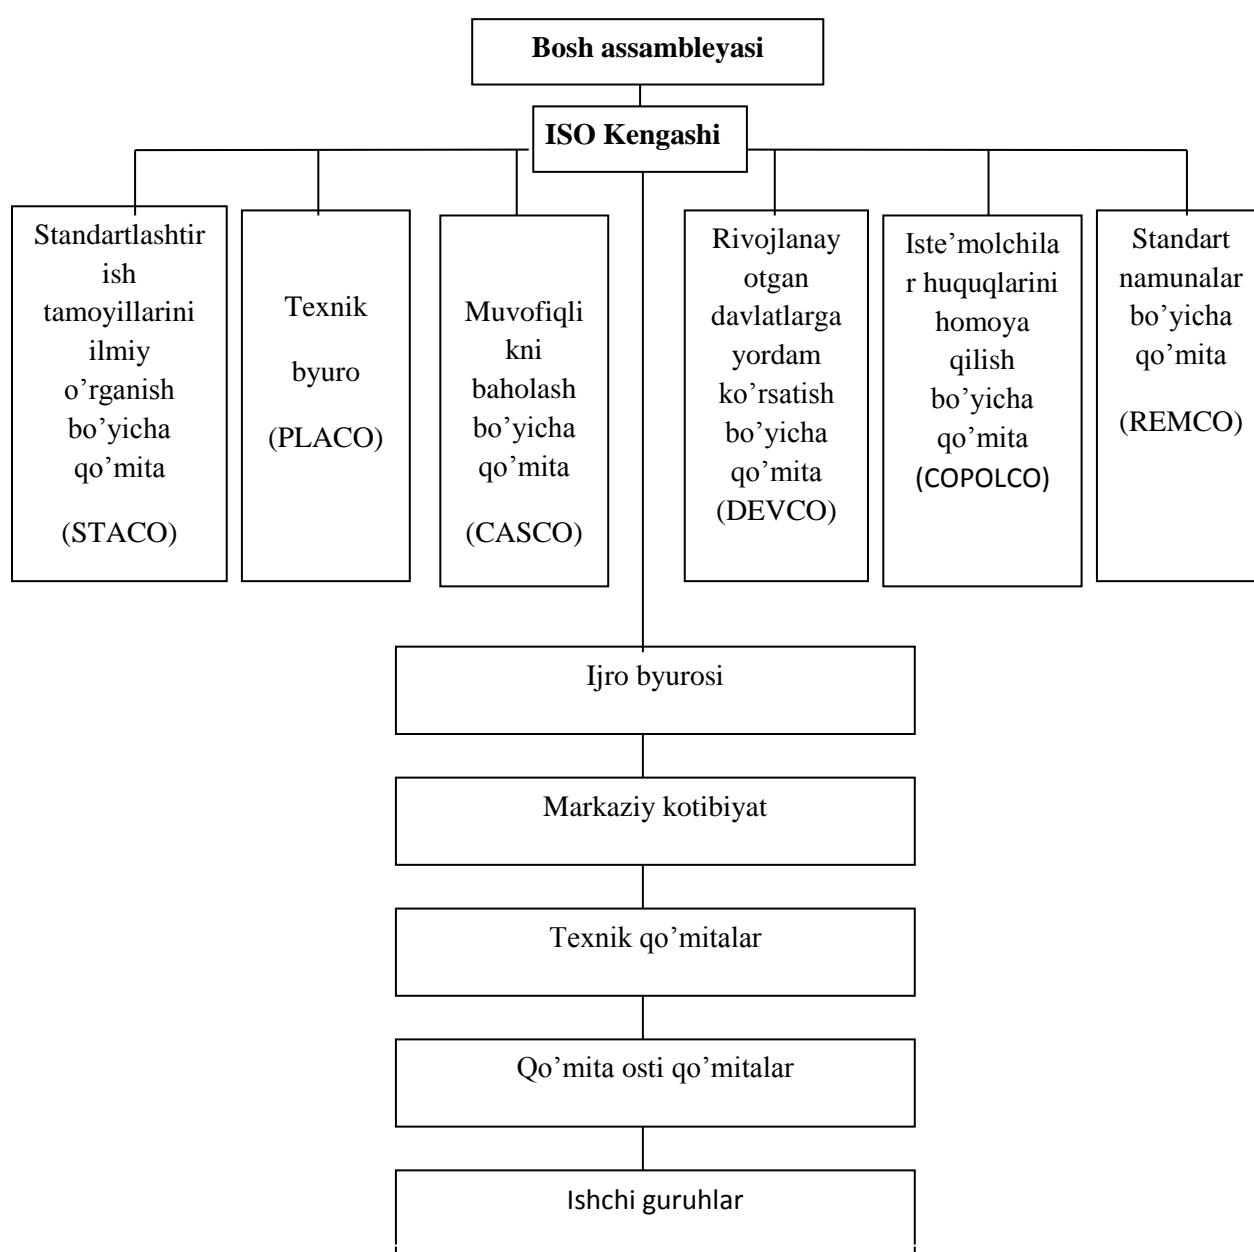 Bosh assambleyasi
ISO Kengashi
Standartlashtir
ish
tamoyillarini
ilmiy
o’rganish
bo’yicha
qo’mita
(STACO)
Texnik
byuro
(PLACO)
Muvofiqli
kni
baholash
bo’yicha
qo’mita
(CASCO)
Rivojlanay
otgan
davlatlarga
yordam
ko’rsatish
bo’yicha
qo’mita
(DEVCO)
Iste’molchila
r huquqlarini
homoya
qilish
bo’yicha
qo’mita
(COPOLCO)
Standart
namunalar
bo’yicha
qo’mita
(REMCO)
Ijro byurosi
Markaziy kotibiyat
Texnik qo’mitalar
Qo’mita osti qo’mitalar
Ishchi guruhlar